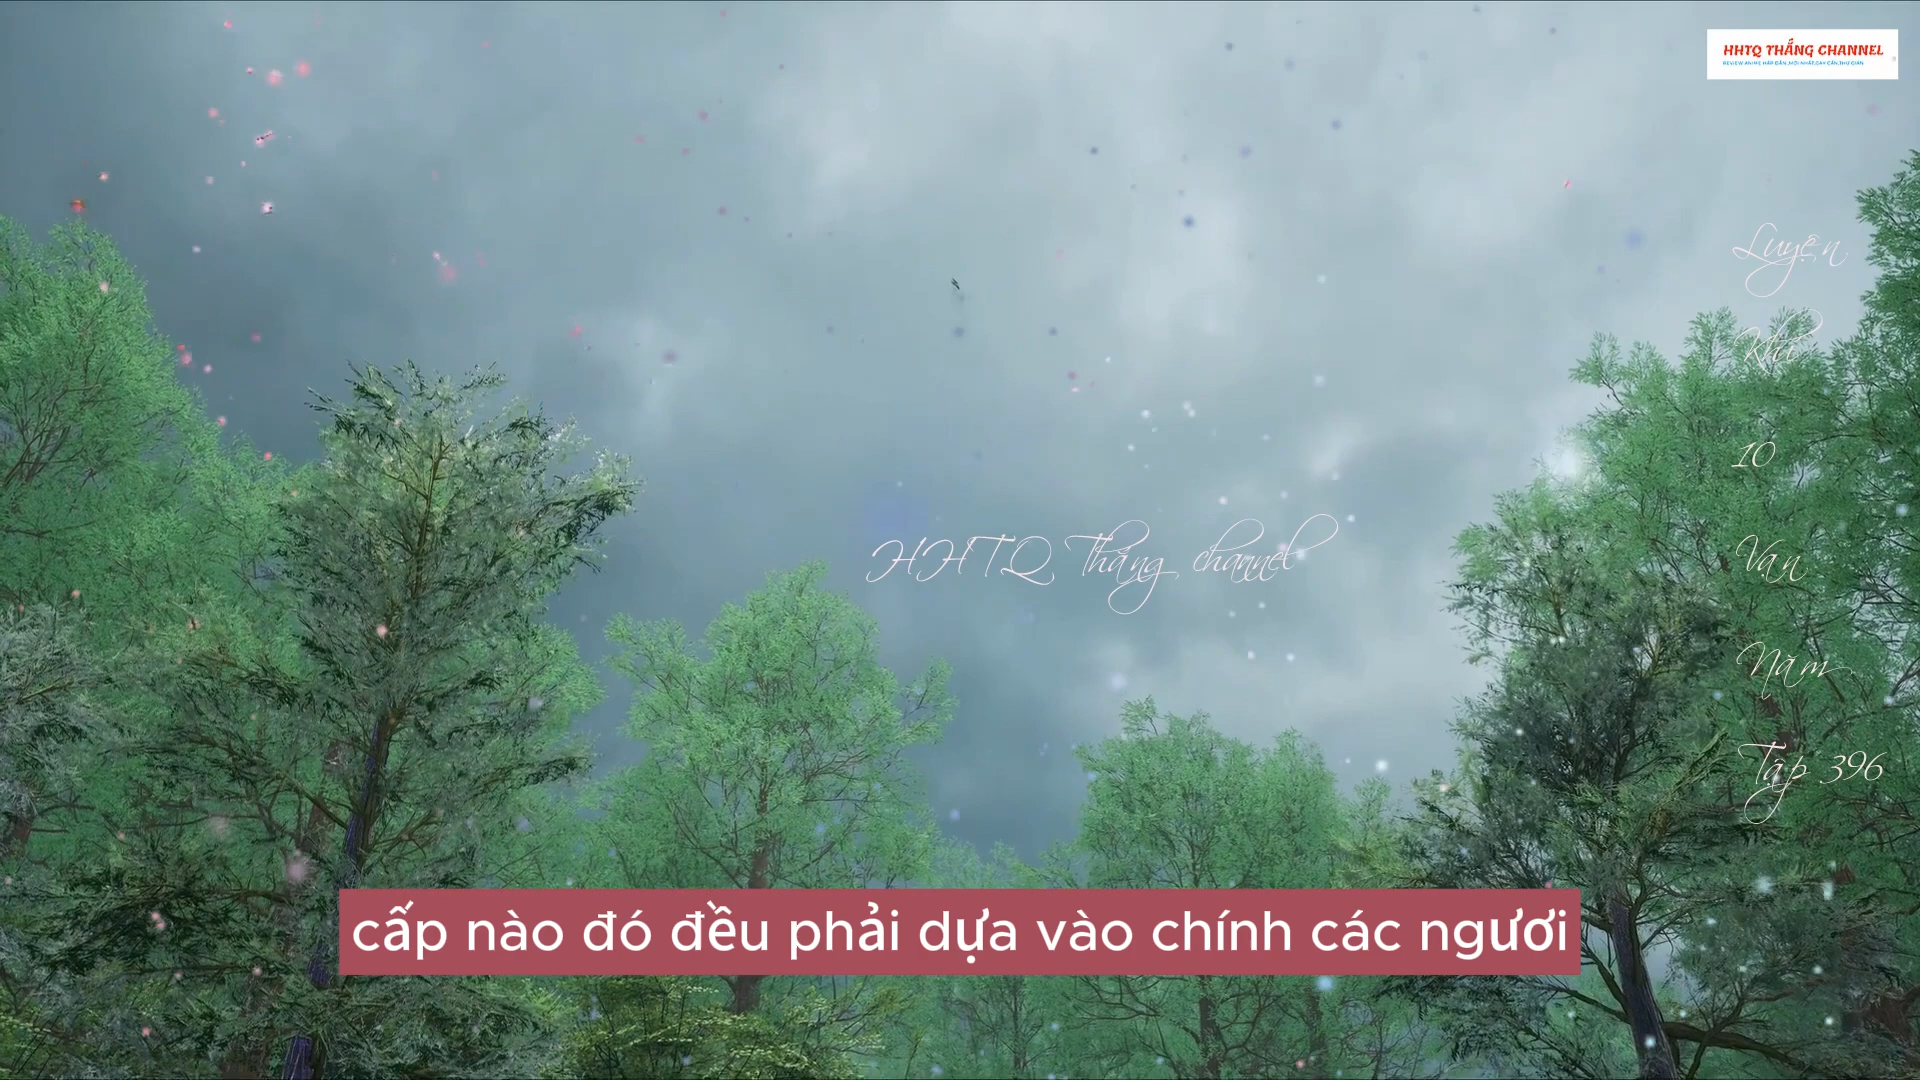 HHTQ THẮNG CHANNEL
Luyện
Khí
10
Vạn
HHTQ Thắng channel
Năm
Tập 396
cấp nào đó đều phải dựa vào chính các ngươi